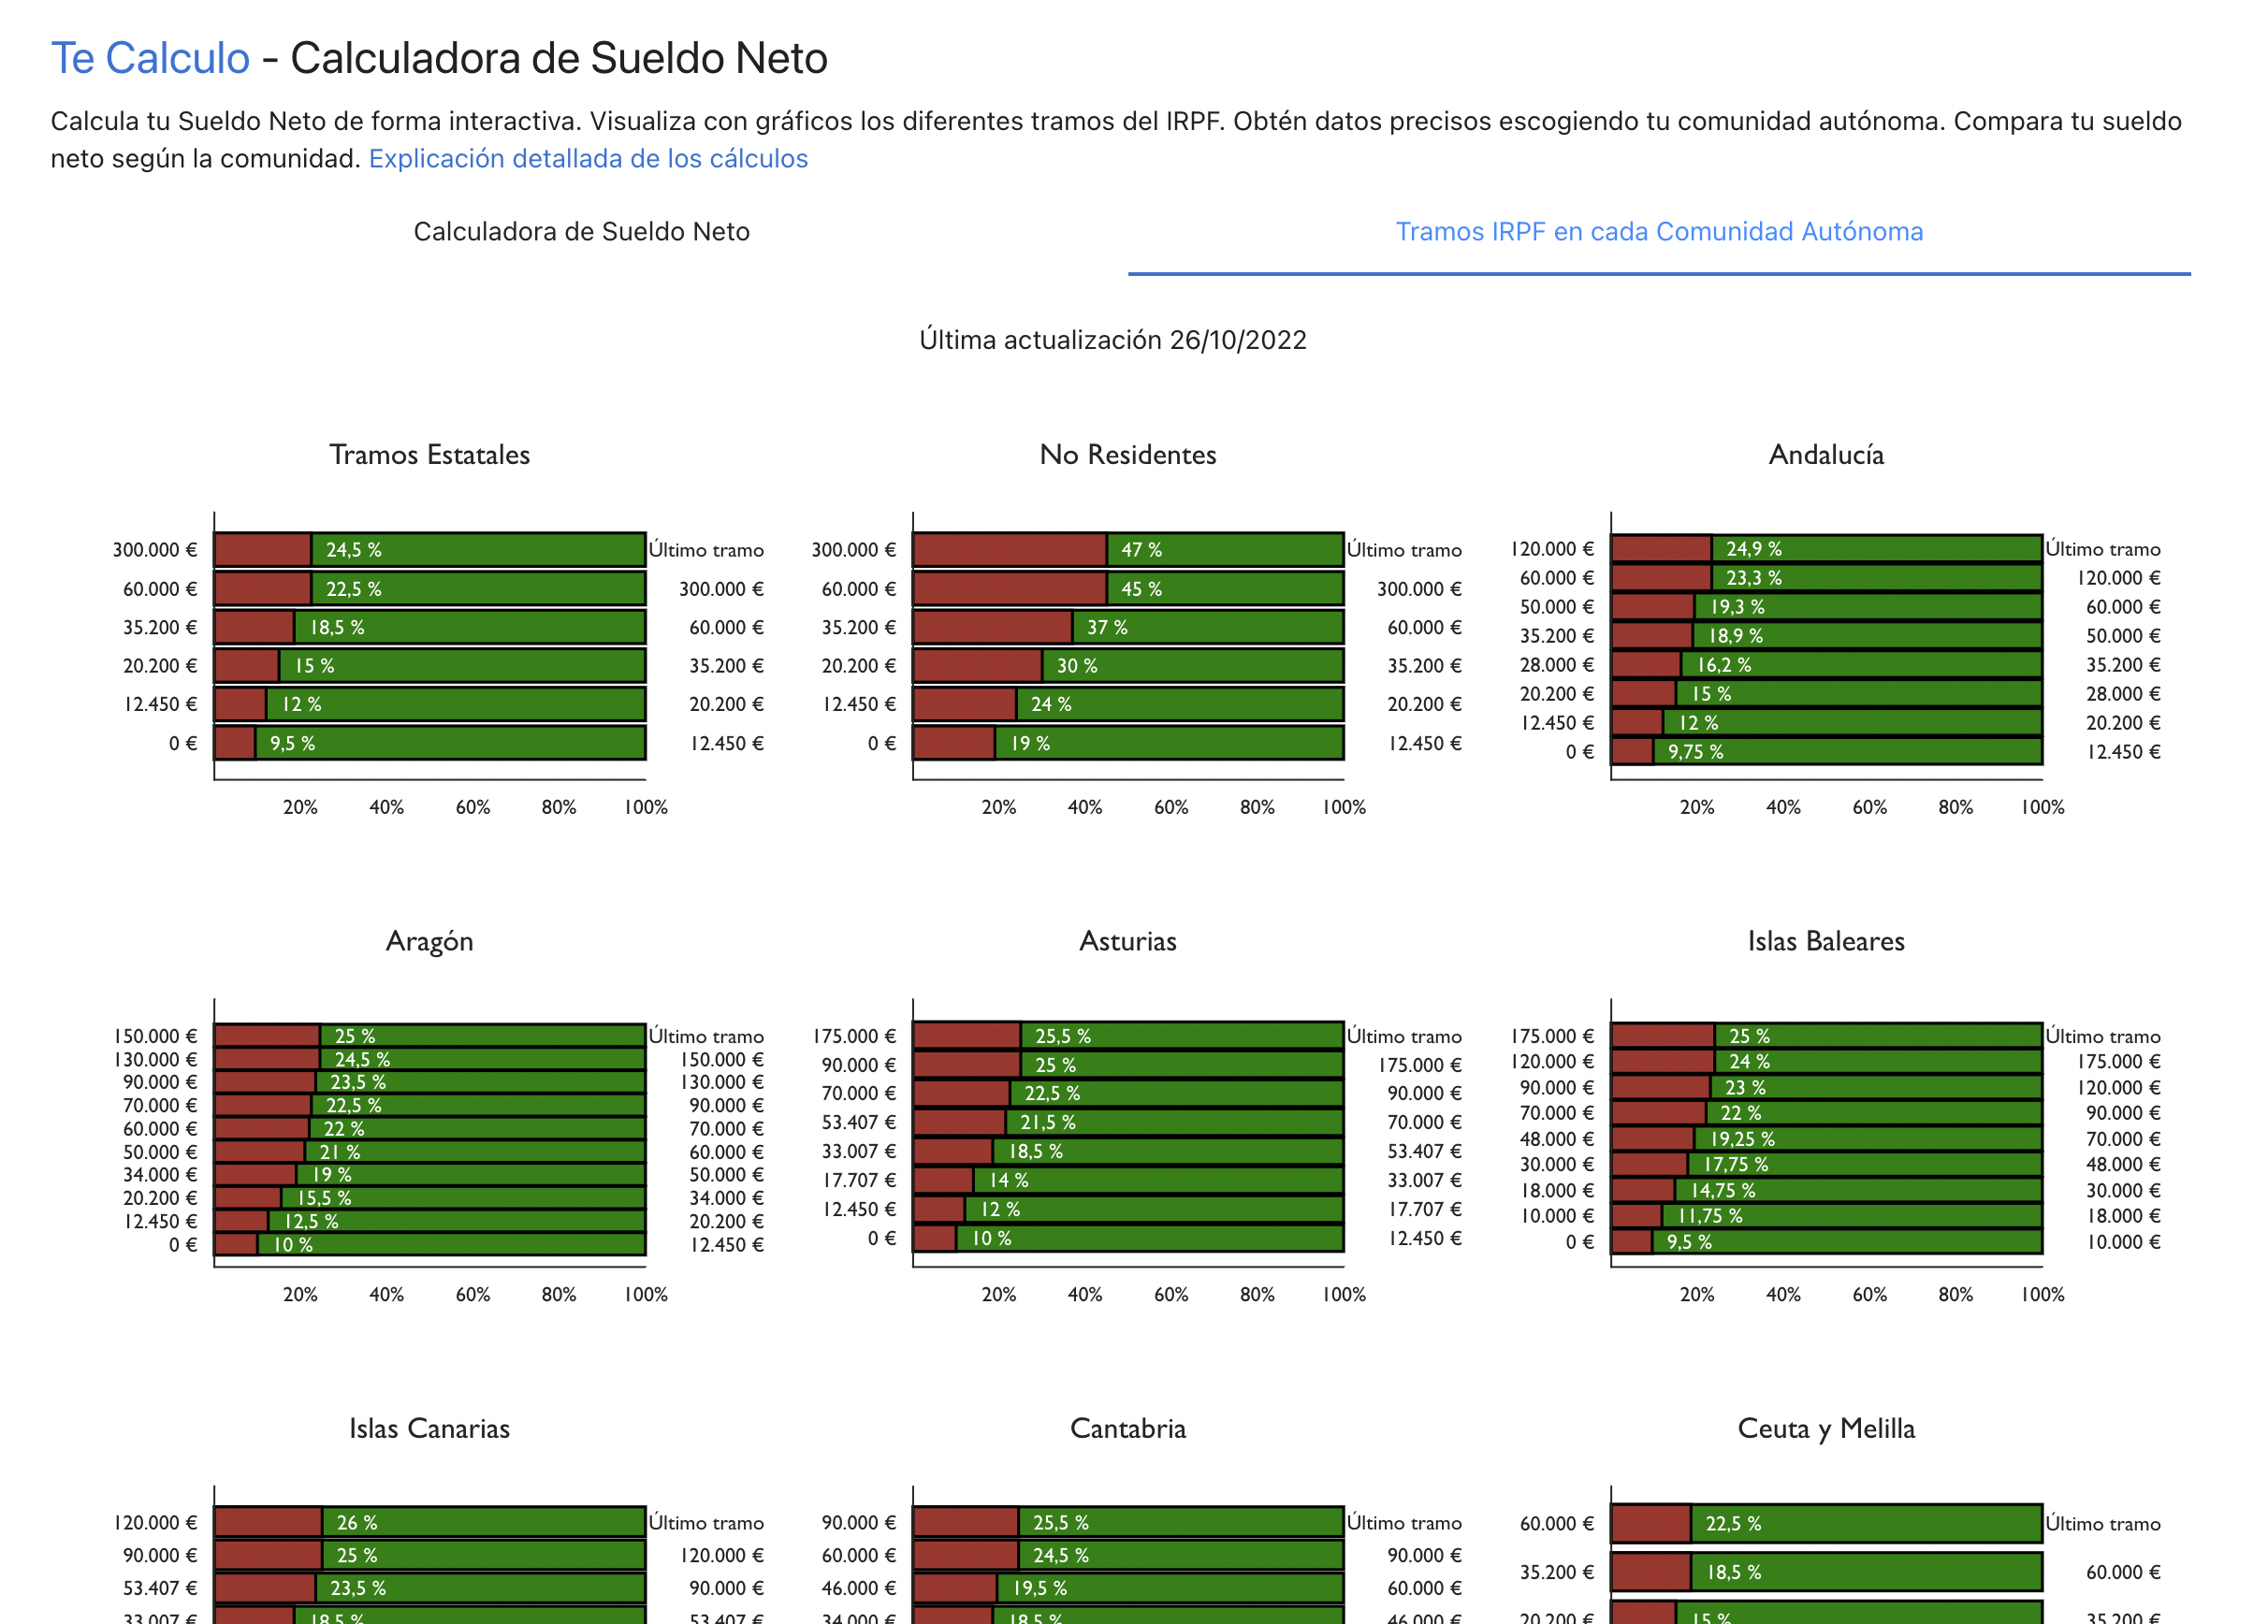 Te Calculo - Calculadora de Sueldo Neto
Calcula tu Sueldo Neto de forma interactiva. Visualiza con gráficos los diferentes tramos del IRPF. Obtén datos precisos escogiendo tu comunidad autónoma. Compara tu sueldo
neto según la comunidad. Explicación detallada de los cálculos
Calculadora de Sueldo Neto
Tramos IRPF en cada Comunidad Autónoma
Última actualización 26/10/2022
Tramos Estatales
300.000 € 24,5 % Último tramo
60.000 € 22,5 % 300.000 €
35.200 € 18,5 % 60.000 €
20.200 € 15 % 35.200 €
12.450 € 12 % 20.200 €
0 € 9,5 % 12.450 €
20% 40% 60% 80% 100%
No Residentes
300.000 € 47 % Último tramo
60.000 € 45 % 300.000 €
35.200 € 37 % 60.000 €
20.200 € 30 % 35.200 €
12.450 € 24 % 20.200 €
0 € 19 % 12.450 €
20% 40% 60% 80% 100%
Andalucía
120.000 € 24,9 % Último tramo
60.000 € 23,3 % 120.000 €
50.000 € 19,3 % 60.000 €
35.200 € 18,9 % 50.000 €
28.000 € 16,2 % 35.200 €
20.200 € 15 % 28.000 €
12.450 € 12 % 20.200 €
0 € 9,75 % 12.450 €
20% 40% 60% 80% 100%
Aragón
150.000 € 25 % Último tramo
130.000 € 24,5 % 150.000 €
90.000 € 23,5 % 130.000 €
70.000 € 22,5 % 90.000 €
60.000 € 22 % 70.000 €
50.000 € 21 % 60.000 €
34.000 € 19 % 50.000 €
20.200 € 15,5 % 34.000 €
12.450 € 12,5 % 20.200 €
0 € 10 % 12.450 €
20% 40% 60% 80% 100%
Asturias
175.000 € 25,5 % Último tramo
90.000 € 25 % 175.000 €
70.000 € 22,5 % 90.000 €
53.407 € 21,5 % 70.000 €
33.007 € 18,5 % 53.407 €
17.707 € 14 % 33.007 €
12.450 € 12 % 17.707 €
0 € 10 % 12.450 €
20% 40% 60% 80% 100%
Islas Baleares
175.000 € 25 % Último tramo
120.000 € 24 % 175.000 €
90.000 € 23 % 120.000 €
70.000 € 22 % 90.000 €
48.000 € 19,25 % 70.000 €
30.000 € 17,75 % 48.000 €
18.000 € 14,75 % 30.000 €
10.000 € 11,75 % 18.000 €
0 € 9,5 % 10.000 €
20% 40% 60% 80% 100%
Islas Canarias
120.000 € 26 % Último tramo
90.000 € 25 % 120.000 €
53.407 € 23,5 % 90.000 €
33.007 € 18,5 % 53.407 €
Cantabria
90.000 € 25,5 % Último tramo
60.000 € 24,5 % 90.000 €
46.000 € 19,5 % 60.000 €
34.000 € 18,5 % 46.000 €
Ceuta y Melilla
60.000 € 22,5 % Último tramo
35.200 € 18,5 % 60.000 €
20.200 € 15 % 35.200 €